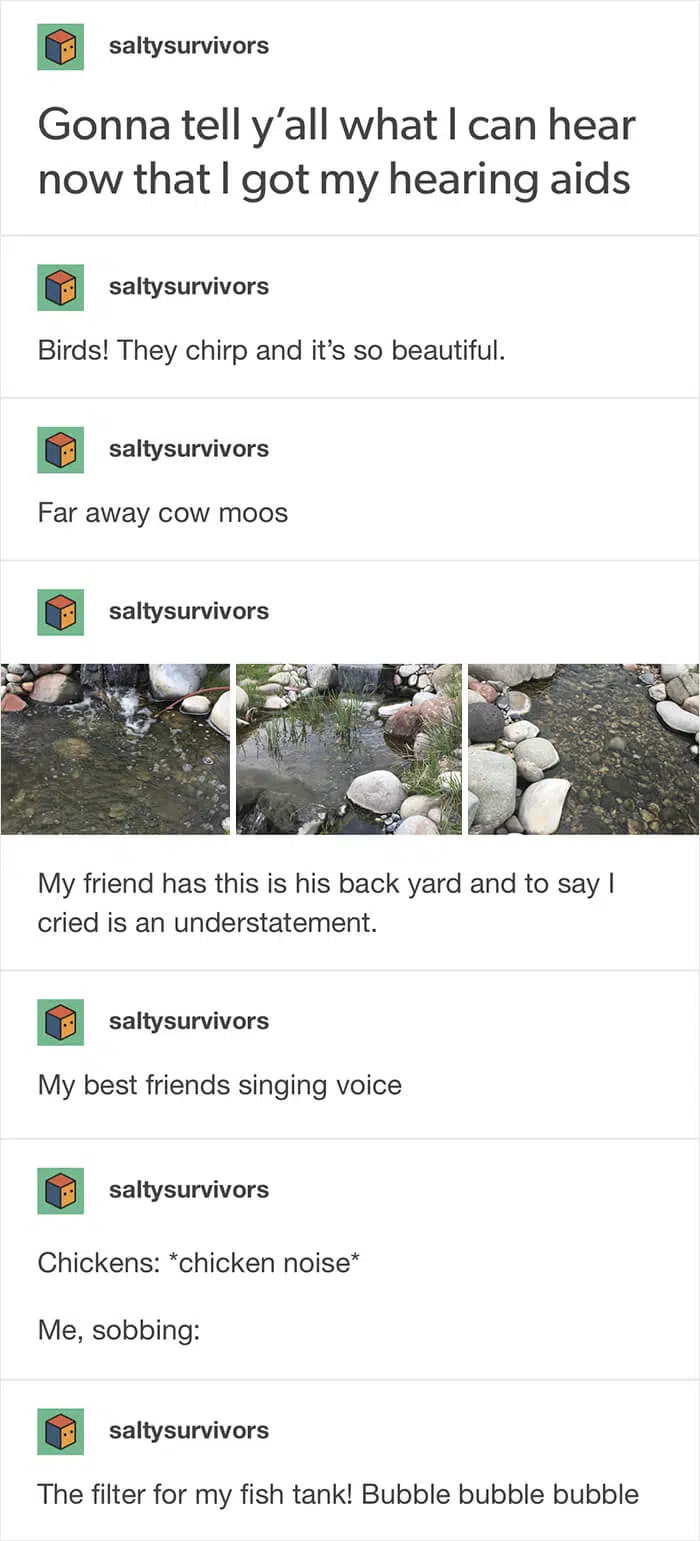 saltysurvivors
Gonna tell y’all what I can hear
now that I got my hearing aids
saltysurvivors
Birds! They chirp and it’s so beautiful.
saltysurvivors
Far away cow moos
saltysurvivors
My friend has this is his back yard and to say I
cried is an understatement.
saltysurvivors
My best friends singing voice
saltysurvivors
Chickens: *chicken noise*
Me, sobbing:
saltysurvivors
The filter for my fish tank! Bubble bubble bubble